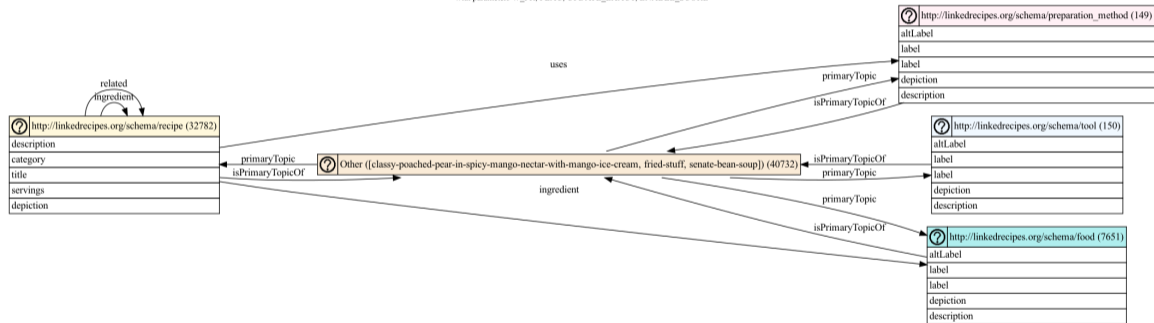 http://linkedrecipes.org/schema/preparation_method (149)
altLabel
label
label
depiction
description
uses
primaryTopic
isPrimaryTopicOf
related
ingredient
http://linkedrecipes.org/schema/recipe (32782)
description
category
title
servings
depiction
primaryTopic
isPrimaryTopicOf
Other ([classy-poached-pear-in-spicy-mango-nectar-with-mango-ice-cream, fried-stuff, senate-bean-soup]) (40732)
ingredient
isPrimaryTopicOf
primaryTopic
http://linkedrecipes.org/schema/tool (150)
altLabel
label
label
depiction
description
primaryTopic
isPrimaryTopicOf
http://linkedrecipes.org/schema/food (7651)
altLabel
label
label
depiction
description